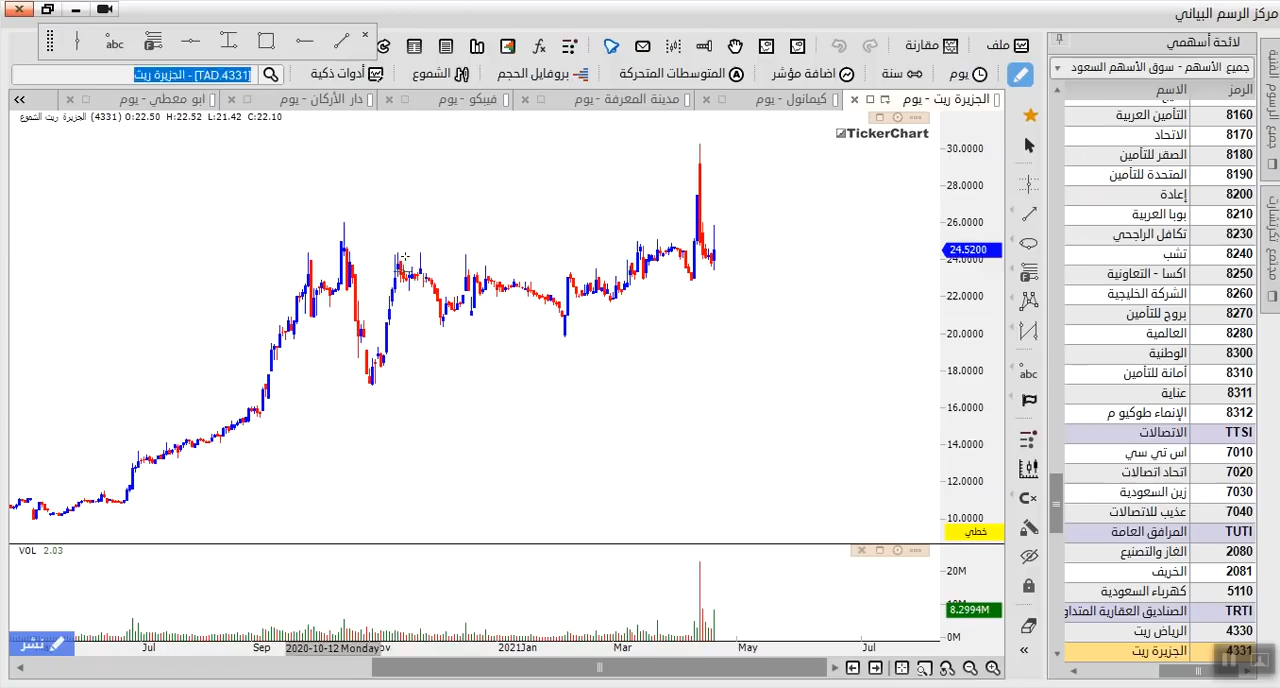 مركز الرسم البياني
ملف
مقارنة
abc
لائحة أسهمي
يوم
سنة
اضافة مؤشر
المتوسطات المتحركة
بروفايل الحجم
الشموع
أدوات ذكية
الجزيرة ريت - [TAD.4331]
جميع الأسهم - سوق الأسهم السعود
الجزيرة ريت - يوم
كيمانول - يوم
مدينة المعرفة - يوم
فيبكو - يوم
دار الأركان - يوم
ابو معطي - يوم
الجزيرة ريت الشموع (4331) O:22.50 H:22.52 L:21.42 C:22.10
TickerChart
30.0000
28.0000
26.0000
24.5200
24.0000
22.0000
20.0000
18.0000
16.0000
14.0000
12.0000
10.0000
خطي
VOL 2.03
20M
8.2994M
0M
نشر
Jul
Sep
2020-10-12 Monday
2021Jan
Mar
May
Jul
abc
الرمز الاسم
8160 التأمين العربية
8170 الاتحاد
8180 الصقر للتأمين
8190 المتحدة للتأمين
8200 إعادة
8210 بوبا العربية
8230 تكافل الراجحي
8240 تشب
8250 اكسا - التعاونية
8260 الشركة الخليجية
8270 بروج للتأمين
8280 العالمية
8300 الوطنية
8310 أمانة للتأمين
8311 عناية
8312 الإنماء طوكيو م
TTSI الاتصالات
7010 اس تي سي
7020 اتحاد اتصالات
7030 زين السعودية
7040 عذيب للاتصالات
TUTI المرافق العامة
2080 الغاز والتصنيع
2081 الخريف
5110 كهرباء السعودية
TRTI الصناديق العقارية المتداو
4330 الرياض ريت
4331 الجزيرة ريت